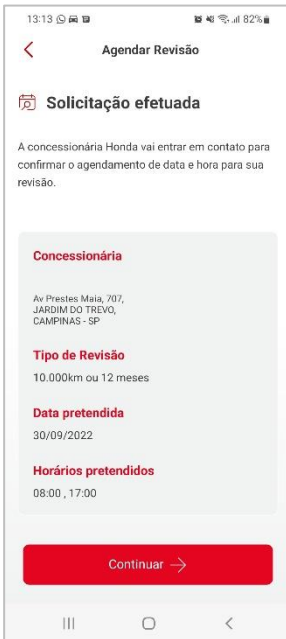 13:13 82%
Agendar Revisão
Solicitação efetuada
A concessionária Honda vai entrar em contato para
confirmar o agendamento de data e hora para sua
revisão.
Concessionária
Av Prestes Maia, 707,
JARDIM DO TREVO,
CAMPINAS - SP
Tipo de Revisão
10.000km ou 12 meses
Data pretendida
30/09/2022
Horários pretendidos
08:00 , 17:00
Continuar